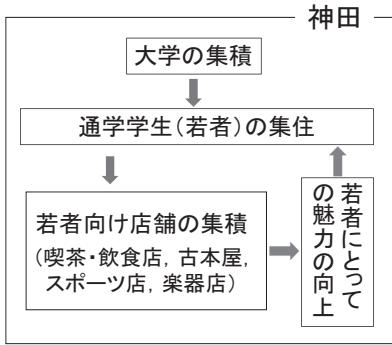 神田
大学の集積
通学学生(若者)の集住
若者向け店舗の集積
(喫茶・飲食店, 古本屋,
スポーツ店, 楽器店)
若者にとって
の魅力の向上